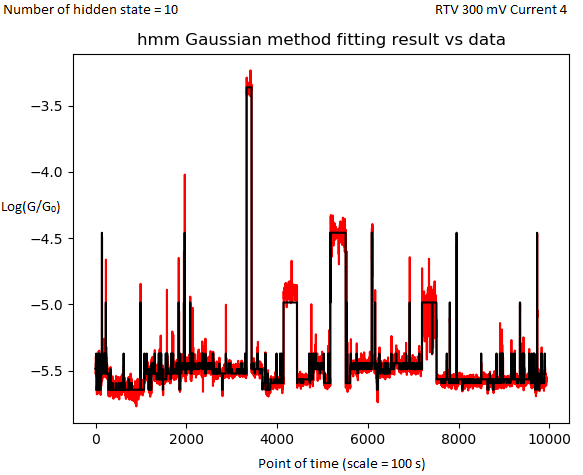 Number of hidden state = 10
RTV 300 mV Current 4
hmm Gaussian method fitting result vs data
−3.5
−4.0
Log(G/G₀)
−4.5
−5.0
−5.5
0 2000 4000 6000 8000 10000
Point of time (scale = 100 s)